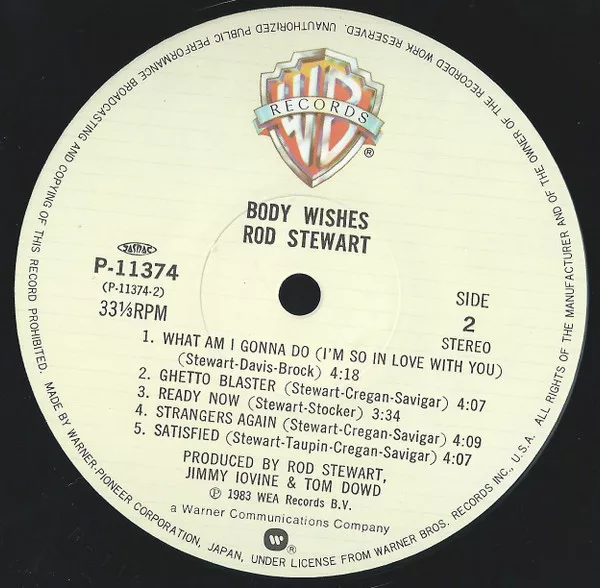 WB
RECORDS
®
BODY WISHES
ROD STEWART
JASRAC
P-11374
(P-11374-2)
33⅓RPM
SIDE
2
STEREO
1. WHAT AM I GONNA DO (I'M SO IN LOVE WITH YOU)
(Stewart-Davis-Brock) 4:18
2. GHETTO BLASTER (Stewart-Cregan-Savigar) 4:07
3. READY NOW (Stewart-Stocker) 3:34
4. STRANGERS AGAIN (Stewart-Cregan-Savigar) 4:09
5. SATISFIED (Stewart-Taupin-Cregan-Savigar) 4:07
PRODUCED BY ROD STEWART,
JIMMY IOVINE & TOM DOWD
℗ 1983 WEA Records B.V.
a Warner Communications Company
®
MADE BY WARNER-PIONEER CORPORATION, JAPAN, UNDER LICENSE FROM WARNER BROS. RECORDS INC., U.S.A. ALL RIGHTS OF THE MANUFACTURER AND OF THE OWNER OF THE RECORDED WORK RESERVED. UNAUTHORIZED PUBLIC PERFORMANCE BROADCASTING AND COPYING OF THIS RECORD PROHIBITED.